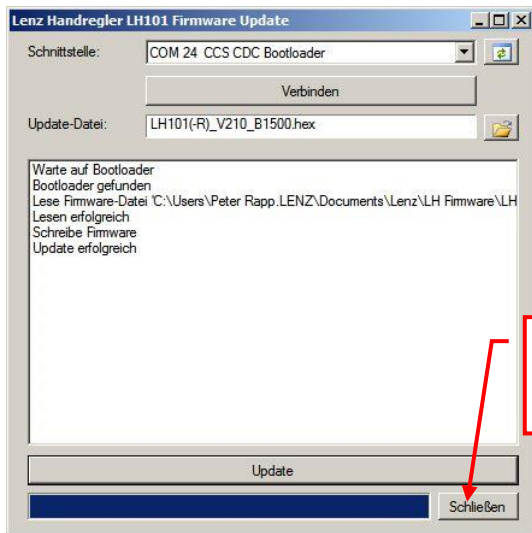 Lenz Handregler LH101 Firmware Update
Schnittstelle: COM 24 CCS CDC Bootloader
Verbinden
Update-Datei: LH101(-R)_V210_B1500.hex
Warte auf Bootloader
Bootloader gefunden
Lese Firmware-Datei 'C:\Users\Peter Rapp.LENZ\Documents\Lenz\LH Firmware\LH
Lesen erfolgreich
Schreibe Firmware
Update erfolgreich
Update
Schließen